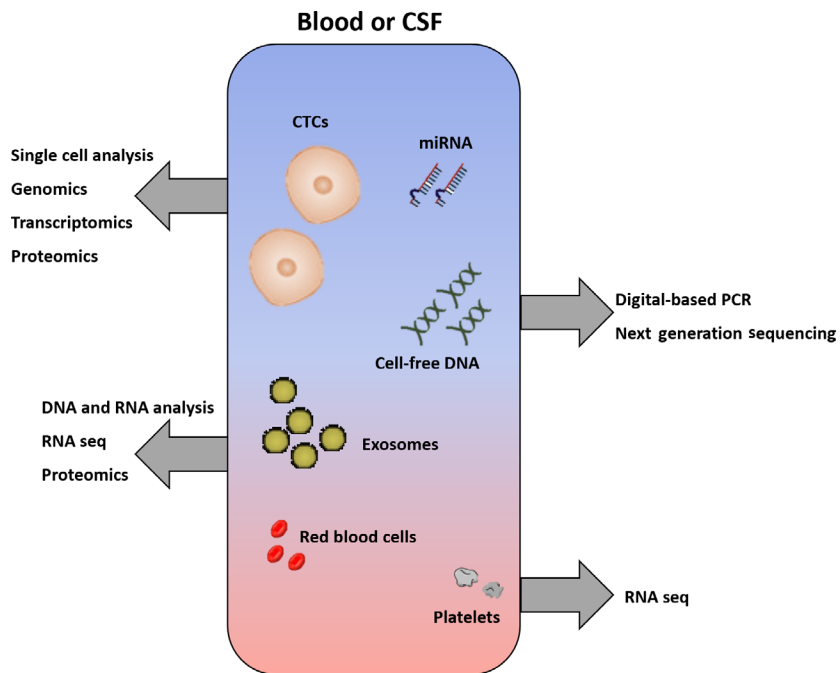 Blood or CSF
CTCs
miRNA
Single cell analysis
Genomics
Transcriptomics
Proteomics
Digital-based PCR
Next generation sequencing
Cell-free DNA
DNA and RNA analysis
RNA seq
Proteomics
Exosomes
Red blood cells
Platelets
RNA seq